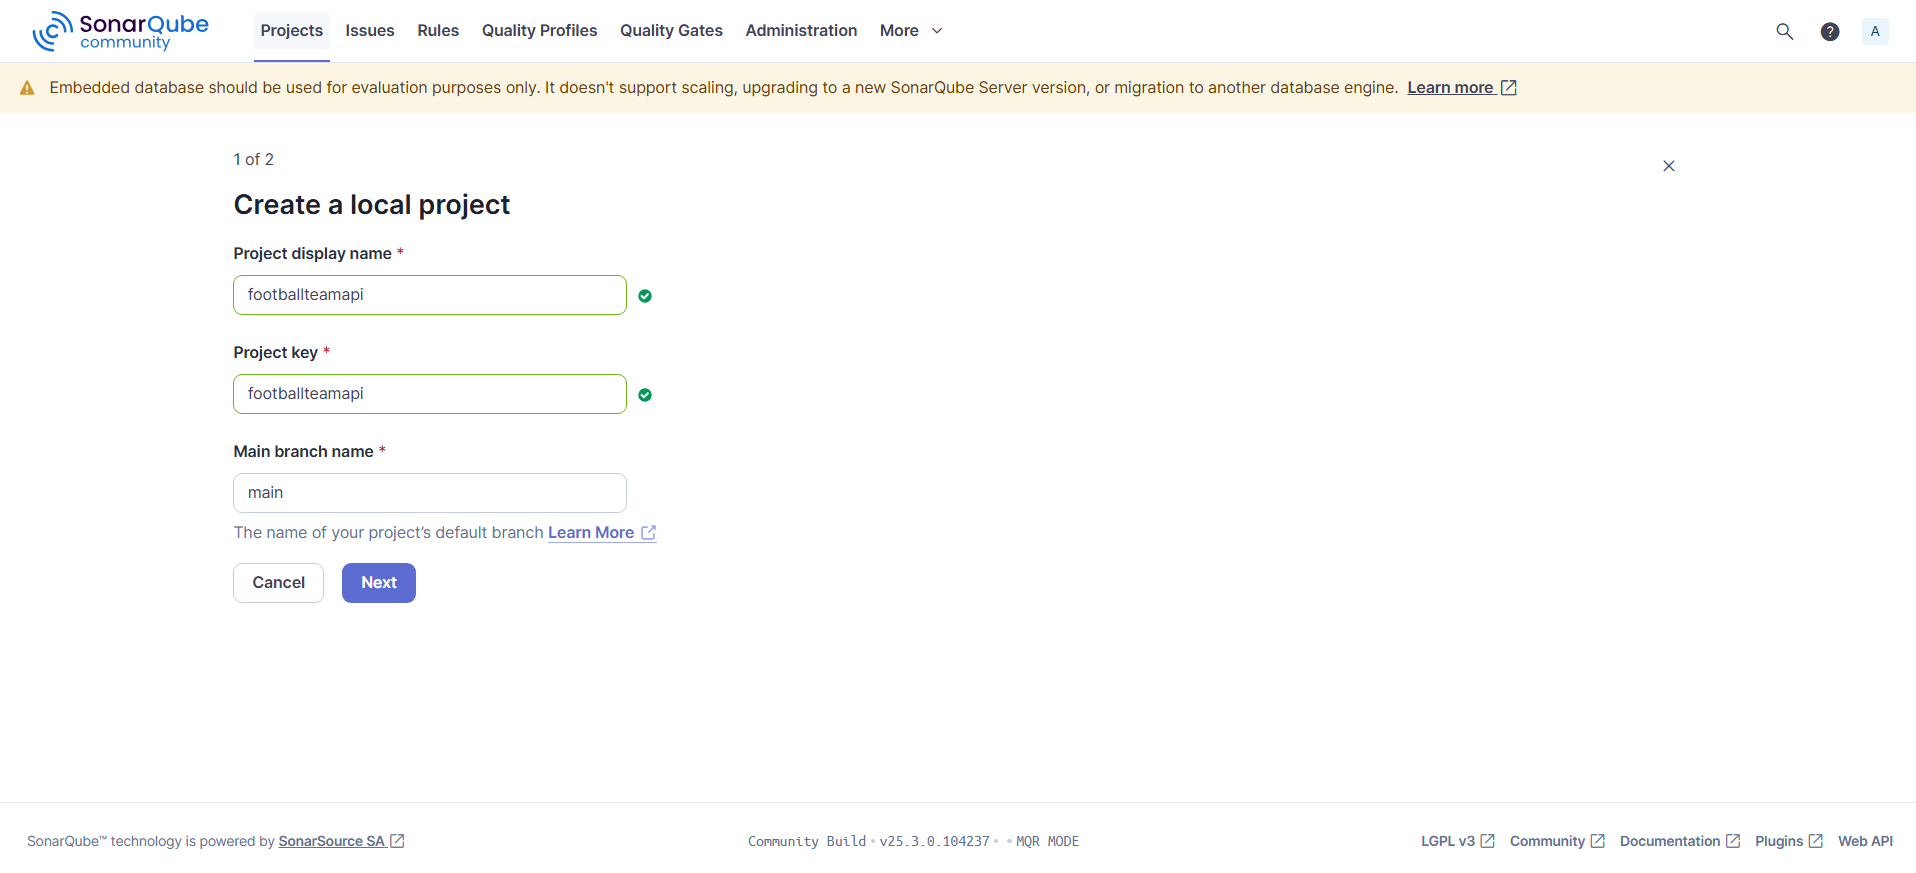 SonarQube community
Projects Issues Rules Quality Profiles Quality Gates Administration More ? A
Embedded database should be used for evaluation purposes only. It doesn't support scaling, upgrading to a new SonarQube Server version, or migration to another database engine. Learn more
1 of 2
Create a local project
Project display name *
footballteamapi
Project key *
footballteamapi
Main branch name *
main
The name of your project’s default branch Learn More
Cancel Next
SonarQube™ technology is powered by SonarSource SA Community Build • v25.3.0.104237 • • MQR MODE LGPL v3 Community Documentation Plugins Web API